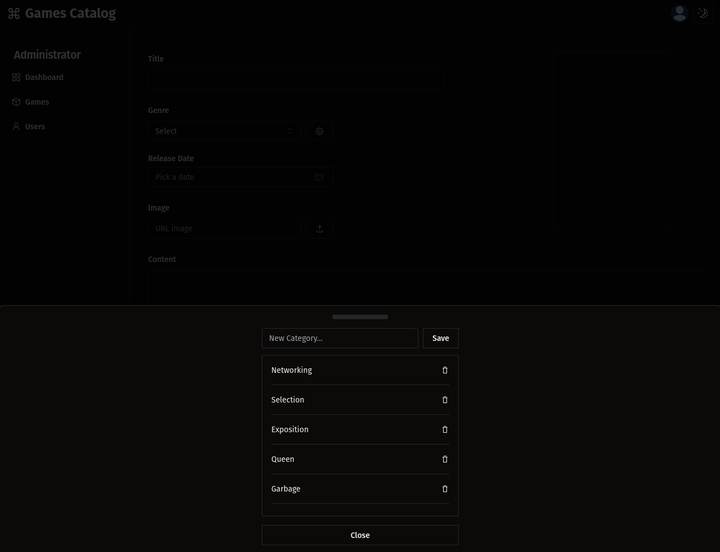 Games Catalog
Administrator
Dashboard
Games
Users
Title
Genre
Select
Release Date
Pick a date
Image
URL image
Content
New Category...
Save
Networking
Selection
Exposition
Queen
Garbage
Close